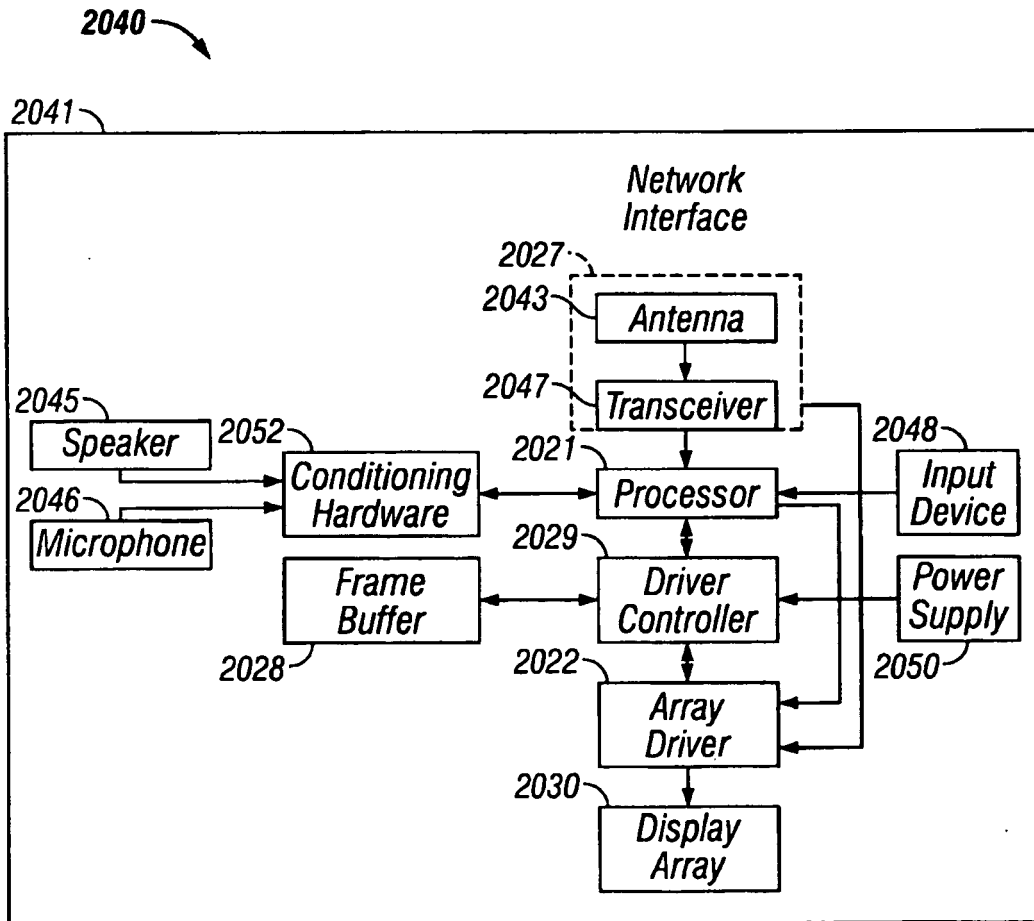 2040
2041
Network
Interface
2027
2043
Antenna
2047
Transceiver
2045
Speaker
2052
Conditioning
Hardware
2046
Microphone
2021
Processor
2048
Input
Device
2029
Driver
Controller
Frame
Buffer
2028
Power
Supply
2050
2022
Array
Driver
2030
Display
Array